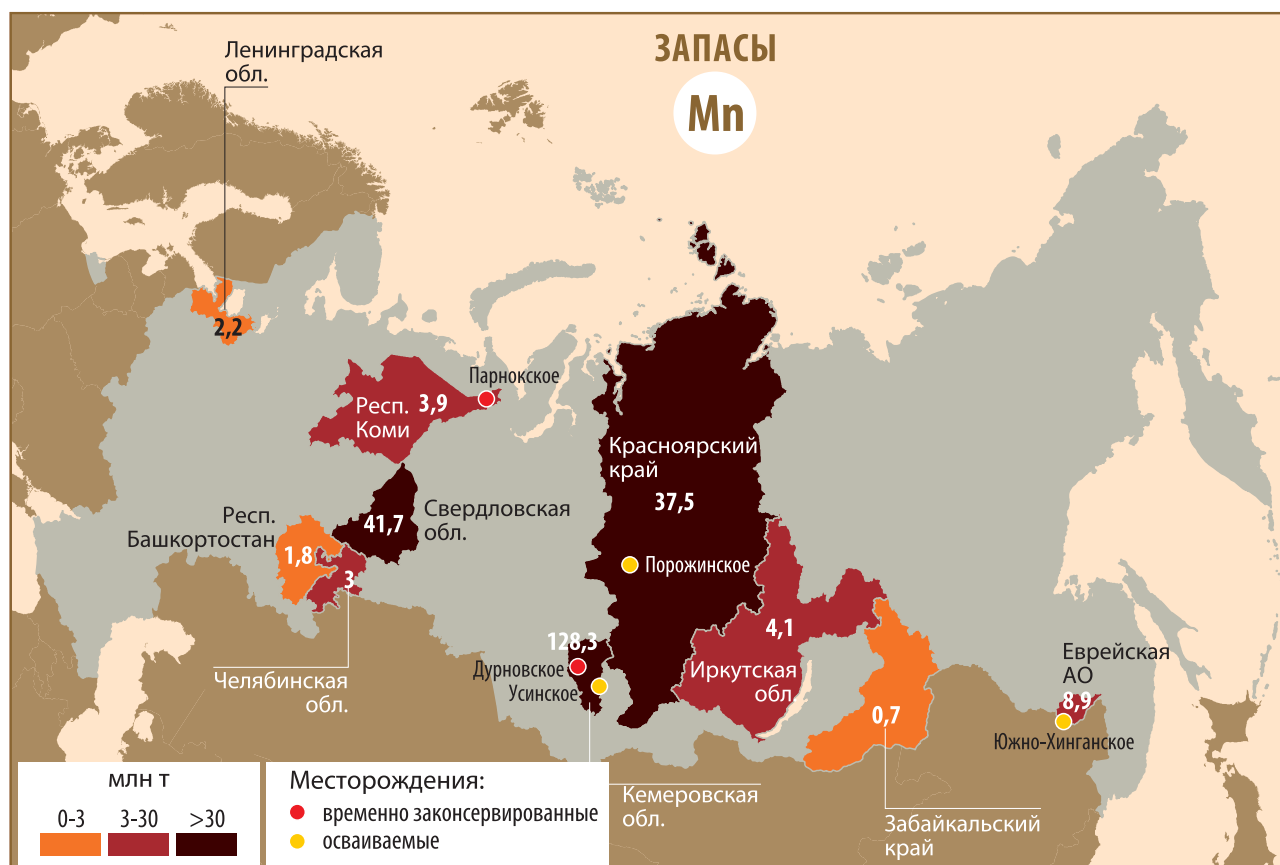 ЗАПАСЫ
Mn
Ленинградская
обл.
2,2
Парнокское
Респ.
Коми
3,9
Красноярский
край
37,5
Свердловская
обл.
41,7
Респ.
Башкортостан
1,8
3
Порожинское
128,3
Дурновское
Усинское
4,1
Иркутская
обл.
Челябинская
обл.
0,7
Еврейская
АО
8,9
Южно-Хинганское
Кемеровская
обл.
Забайкальский
край
млн т
0-3
3-30
>30
Месторождения:
временно законсервированные
осваиваемые